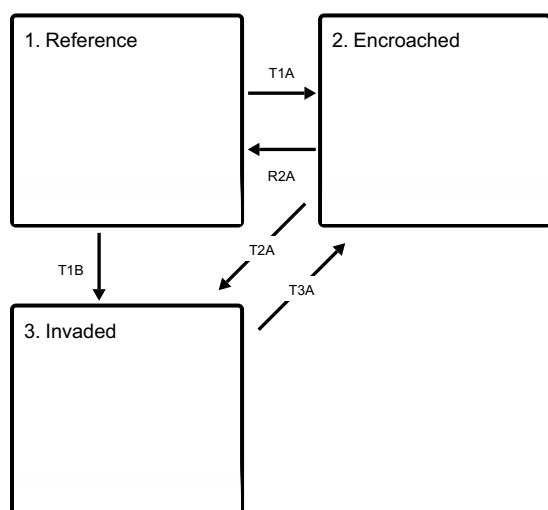 1. Reference
2. Encroached
T1A
R2A
T2A
T1B
T3A
3. Invaded